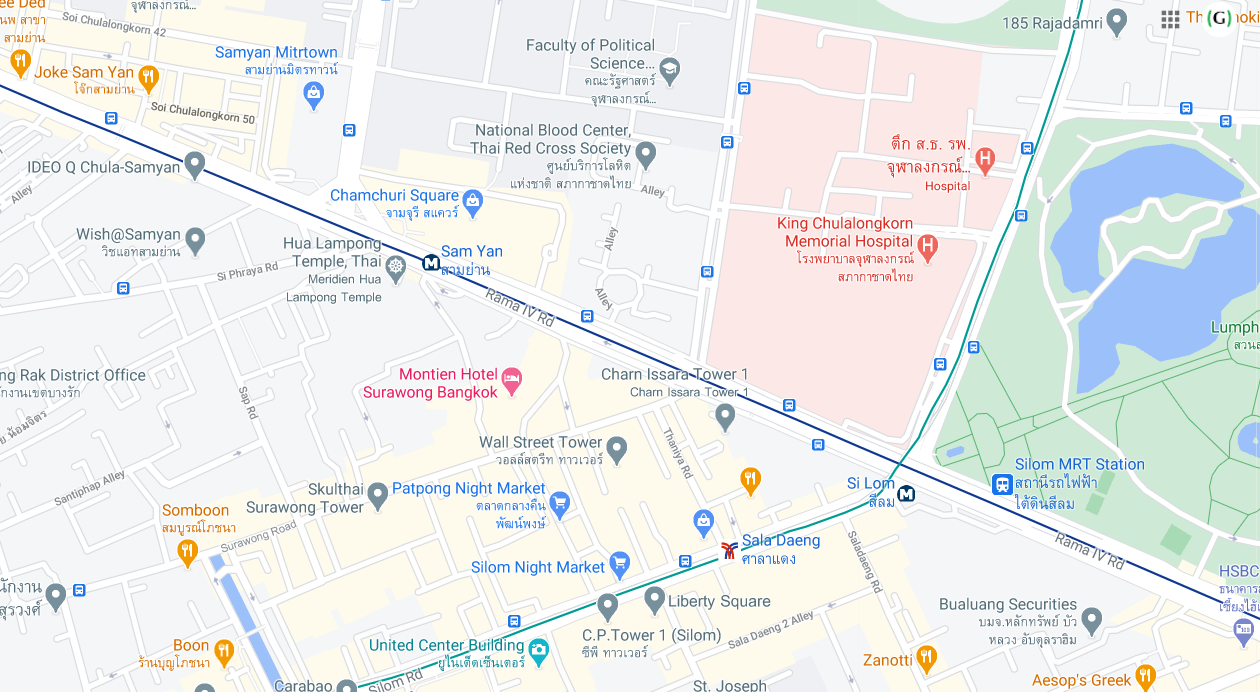 ee Ded
นพ สาขา
สามย่าน
Soi Chulalongkorn 42
จุฬาลงกรณ์...
Joke Sam Yan
โจ๊กสามย่าน
Samyan Mitrtown
สามย่านมิตรทาวน์
Soi Chulalongkorn 50
Faculty of Political
Science...
คณะรัฐศาสตร์
จุฬาลงกรณ์...
185 Rajadamri
(G)
National Blood Center,
Thai Red Cross Society
ศูนย์บริการโลหิต
แห่งชาติ สภากาชาดไทย
Alley
IDEO Q Chula-Samyan
Alley
ตึก ส.ธ. รพ.
จุฬาลงกรณ์...
Hospital
Chamchuri Square
จามจุรี สแควร์
King Chulalongkorn
Memorial Hospital
โรงพยาบาลจุฬาลงกรณ์
สภากาชาดไทย
Wish@Samyan
วิชแอทสามย่าน
Hua Lampong
Temple, Thai
Meridien Hua
Lampong Temple
Sam Yan
สามย่าน
Si Phraya Rd
Alley
Alley
Rama IV Rd
Lumph
สวนล
ng Rak District Office
กงานเขตบางรัก
Montien Hotel
Surawong Bangkok
Charn Issara Tower 1
Charn Issara Tower 1
Sap Rd
ย น้อมจิตร
Wall Street Tower
วอลล์สตรีท ทาวเวอร์
Thaniya Rd
Santiphap Alley
Skulthai
Surawong Tower
Patpong Night Market
ตลาดกลางคืน
พัฒน์พงษ์
Si Lom
สีลม
Silom MRT Station
สถานีรถไฟฟ้า
ใต้ดินสีลม
Somboon
สมบูรณ์โภชนา
Surawong Road
Sala Daeng
ศาลาแดง
Saladaeng Rd
Rama IV Rd
Silom Night Market
HSBC
ธนาคารฮ
สุรวงศ์
Liberty Square
C.P.Tower 1 (Silom)
ซีพี ทาวเวอร์
Sala Daeng 2 Alley
Bualuang Securities
บมจ.หลักทรัพย์ บัว
หลวง อับดุลราฮิม
Boon
ร้านบุญโภชนา
United Center Building
ยูไนเต็ดเซ็นเตอร์
Zanotti
Aesop's Greek
Carabao
Silom Rd
St. Joseph